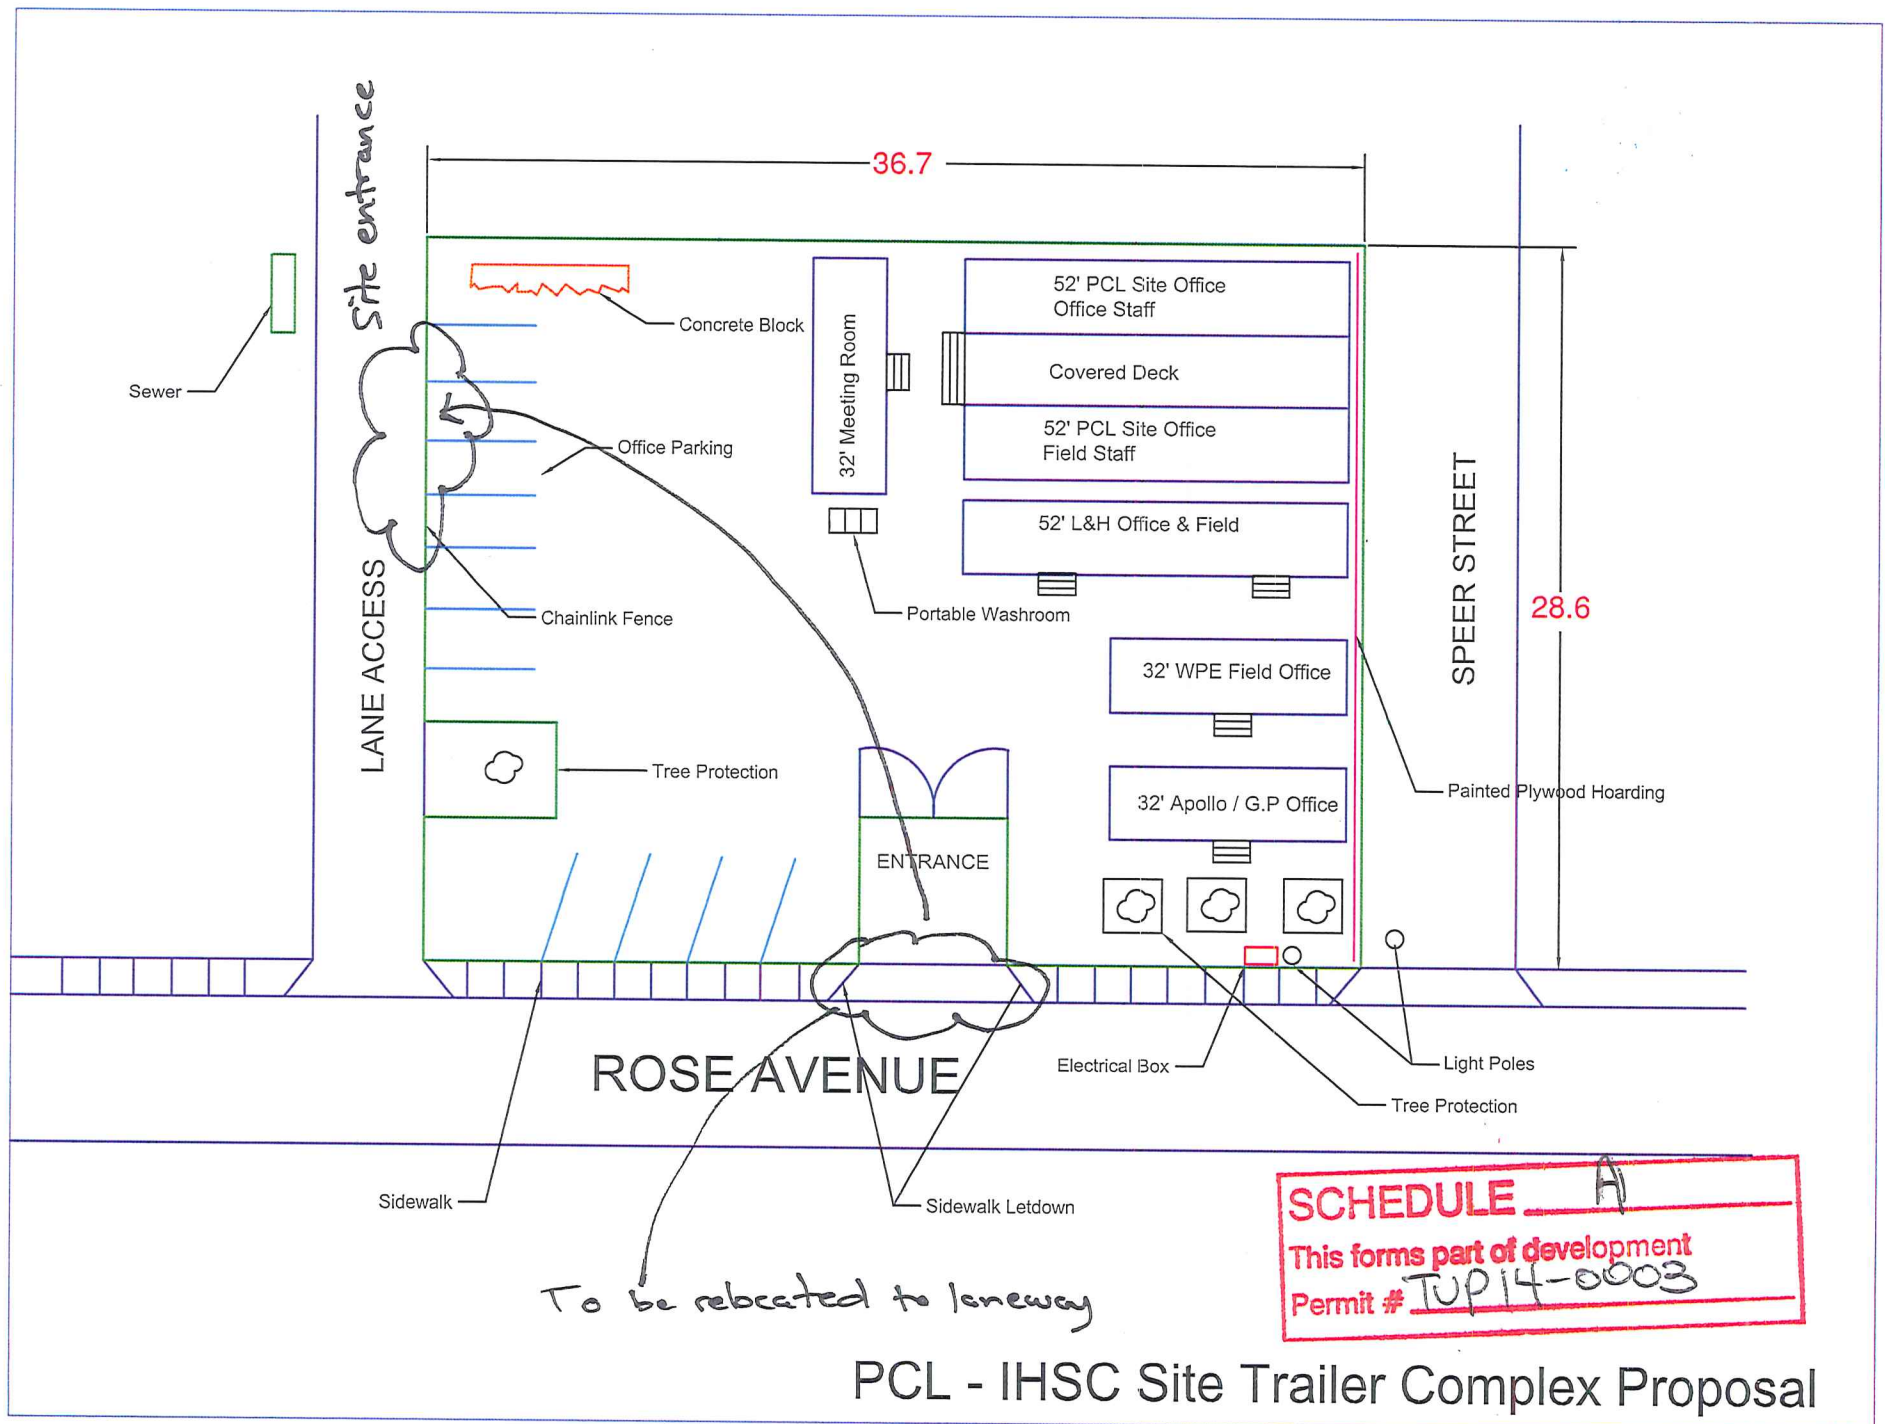 Site entrance
36.7
Concrete Block
32' Meeting Room
52' PCL Site Office
Office Staff
Covered Deck
52' PCL Site Office
Field Staff
Sewer
Office Parking
52' L&H Office & Field
SPEER STREET
28.6
Portable Washroom
Chainlink Fence
LANE ACCESS
32' WPE Field Office
Tree Protection
Painted Plywood Hoarding
32' Apollo / G.P Office
ENTRANCE
ROSE AVENUE
Electrical Box
Light Poles
Tree Protection
Sidewalk
Sidewalk Letdown
To be relocated to laneway
SCHEDULE A
This forms part of development
Permit # TUP14-0003
PCL - IHSC Site Trailer Complex Proposal